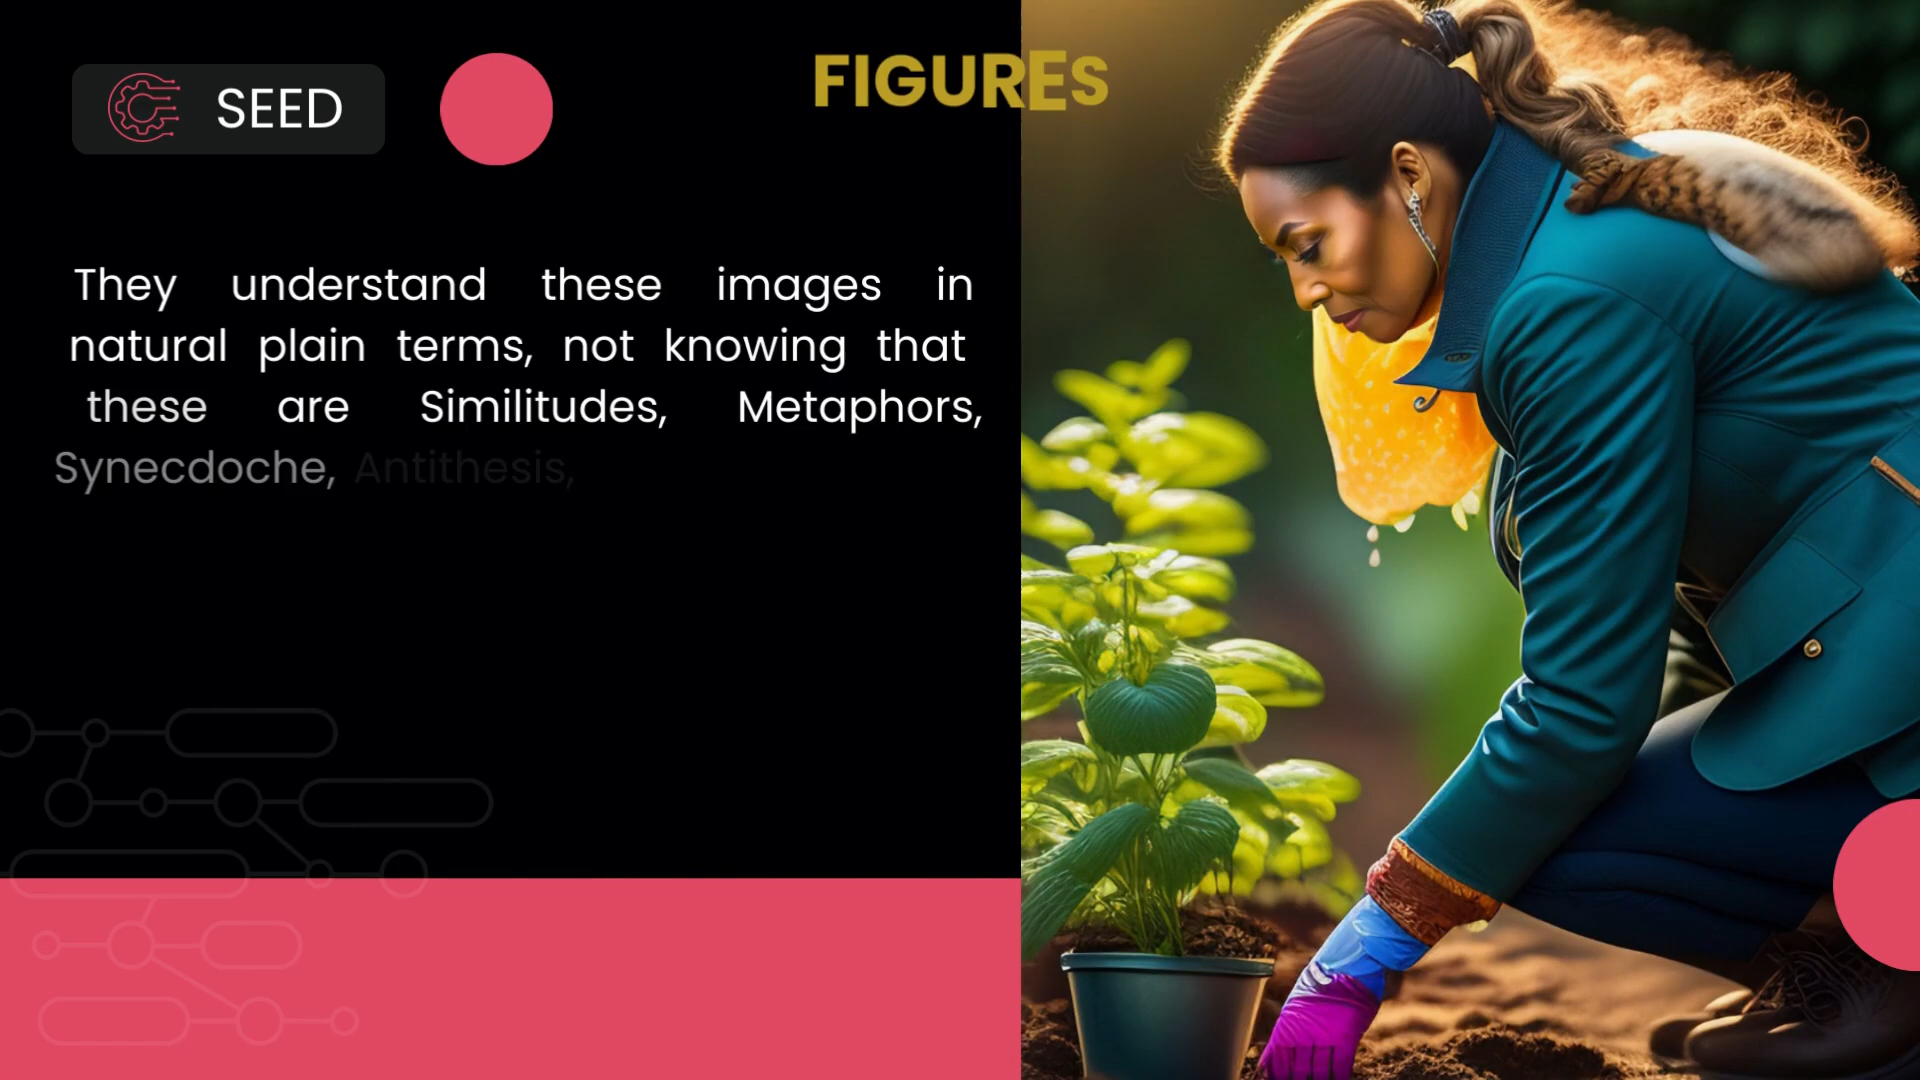 SEED
FIGURES
They understand these images in
natural plain terms, not knowing that
these are Similitudes, Metaphors,
Synecdoche, Antithesis,